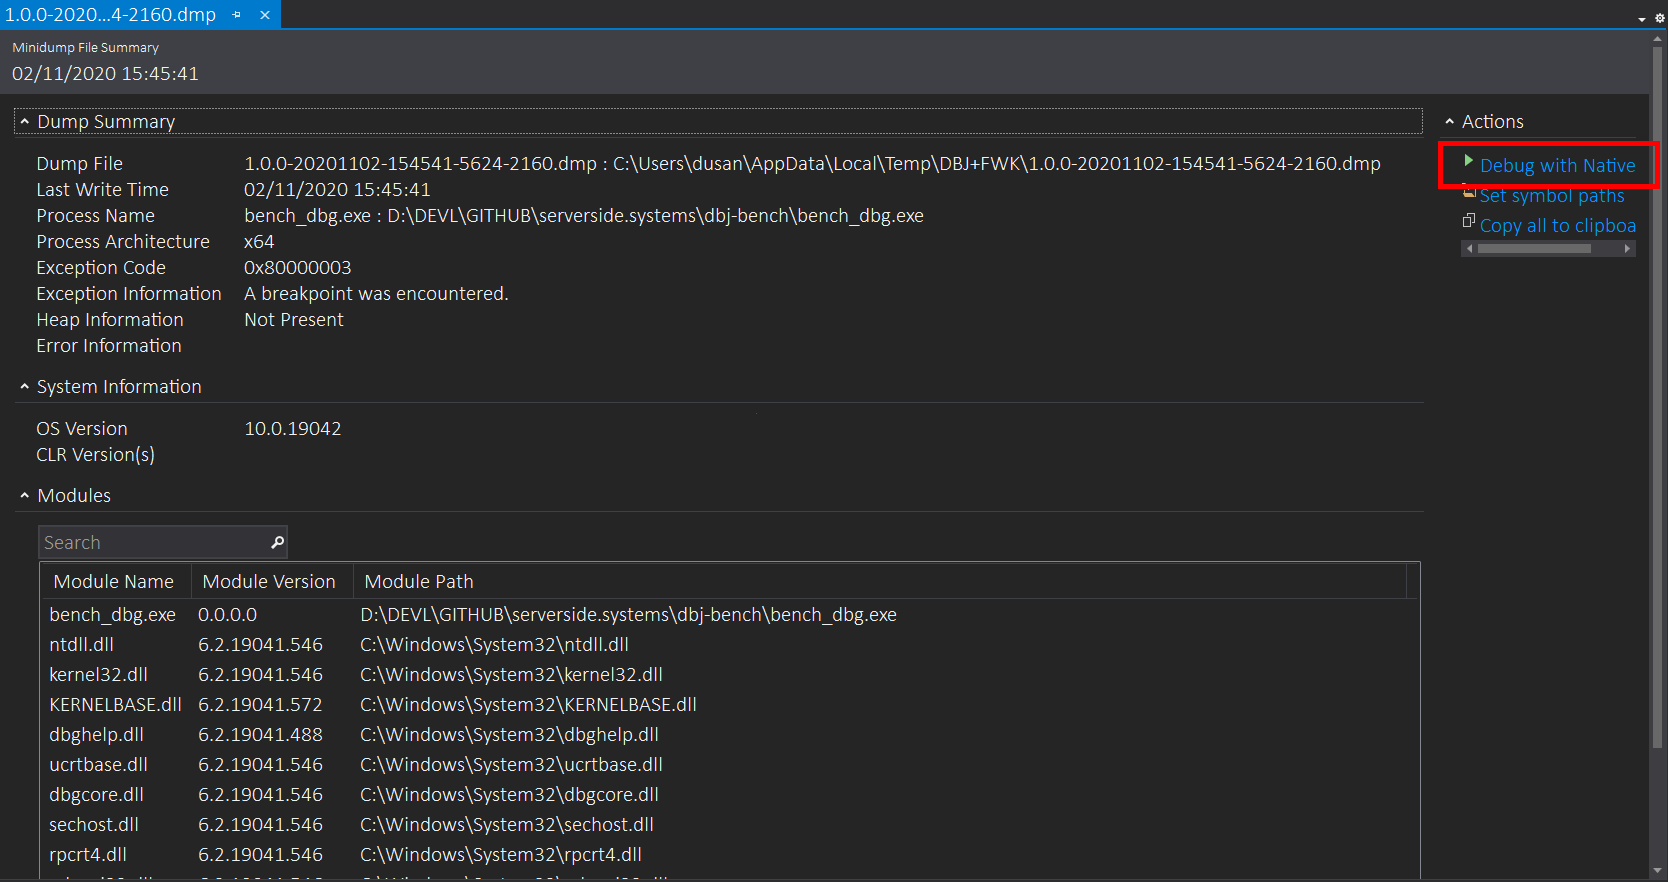 1.0.0-2020...4-2160.dmp
Minidump File Summary
02/11/2020 15:45:41
Dump Summary
Dump File 1.0.0-20201102-154541-5624-2160.dmp : C:\Users\dusan\AppData\Local\Temp\DBJ+FWK\1.0.0-20201102-154541-5624-2160.dmp
Last Write Time 02/11/2020 15:45:41
Process Name bench_dbg.exe : D:\DEVL\GITHUB\serverside.systems\dbj-bench\bench_dbg.exe
Process Architecture x64
Exception Code 0x80000003
Exception Information A breakpoint was encountered.
Heap Information Not Present
Error Information
System Information
OS Version 10.0.19042
CLR Version(s)
Modules
Search
Module Name Module Version Module Path
bench_dbg.exe 0.0.0.0 D:\DEVL\GITHUB\serverside.systems\dbj-bench\bench_dbg.exe
ntdll.dll 6.2.19041.546 C:\Windows\System32\ntdll.dll
kernel32.dll 6.2.19041.546 C:\Windows\System32\kernel32.dll
KERNELBASE.dll 6.2.19041.572 C:\Windows\System32\KERNELBASE.dll
dbghelp.dll 6.2.19041.488 C:\Windows\System32\dbghelp.dll
ucrtbase.dll 6.2.19041.546 C:\Windows\System32\ucrtbase.dll
dbgcore.dll 6.2.19041.546 C:\Windows\System32\dbgcore.dll
sechost.dll 6.2.19041.546 C:\Windows\System32\sechost.dll
rpcrt4.dll 6.2.19041.546 C:\Windows\System32\rpcrt4.dll
Actions
Debug with Native
Set symbol paths
Copy all to clipboa